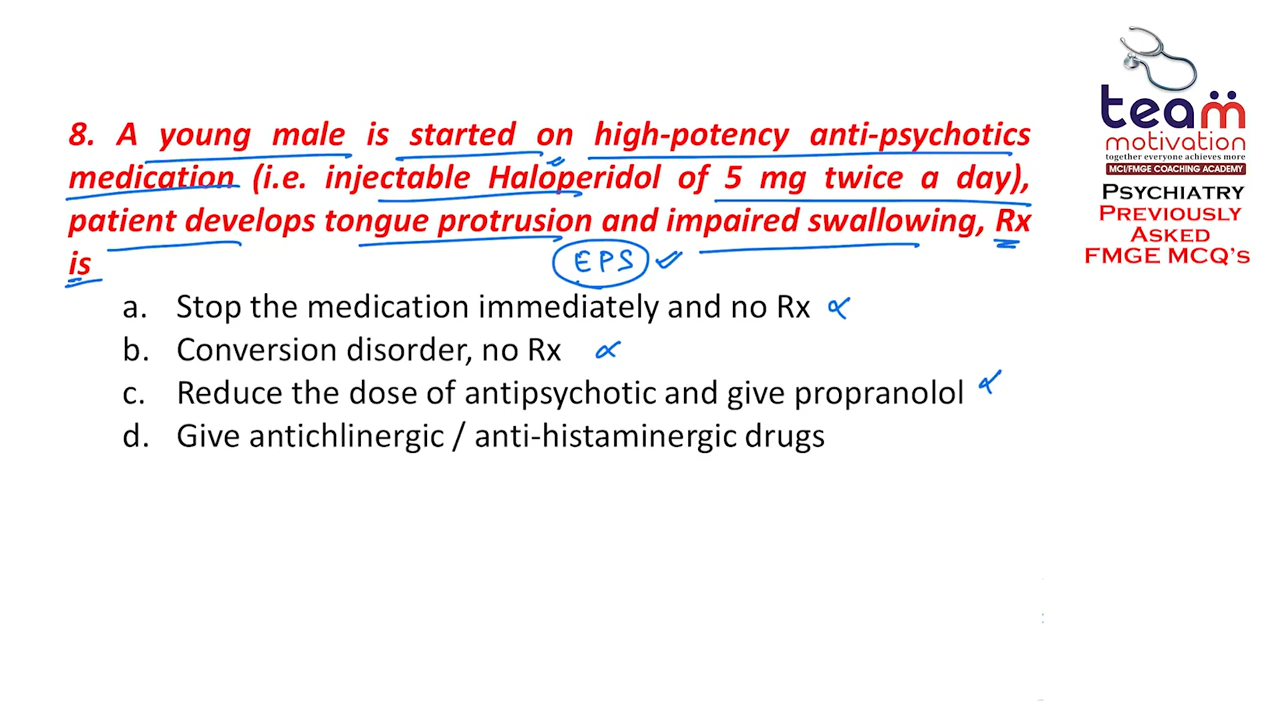 8. A young male is started on high-potency anti-psychotics
medication (i.e. injectable Haloperidol of 5 mg twice a day),
patient develops tongue protrusion and impaired swallowing, Rx
is
EPS
a. Stop the medication immediately and no Rx
b. Conversion disorder, no Rx
c. Reduce the dose of antipsychotic and give propranolol
d. Give antichlinergic / anti-histaminergic drugs
team
motivation
together everyone achieves more
MCI/FMGE COACHING ACADEMY
PSYCHIATRY
PREVIOUSLY
ASKED
FMGE MCQ'S